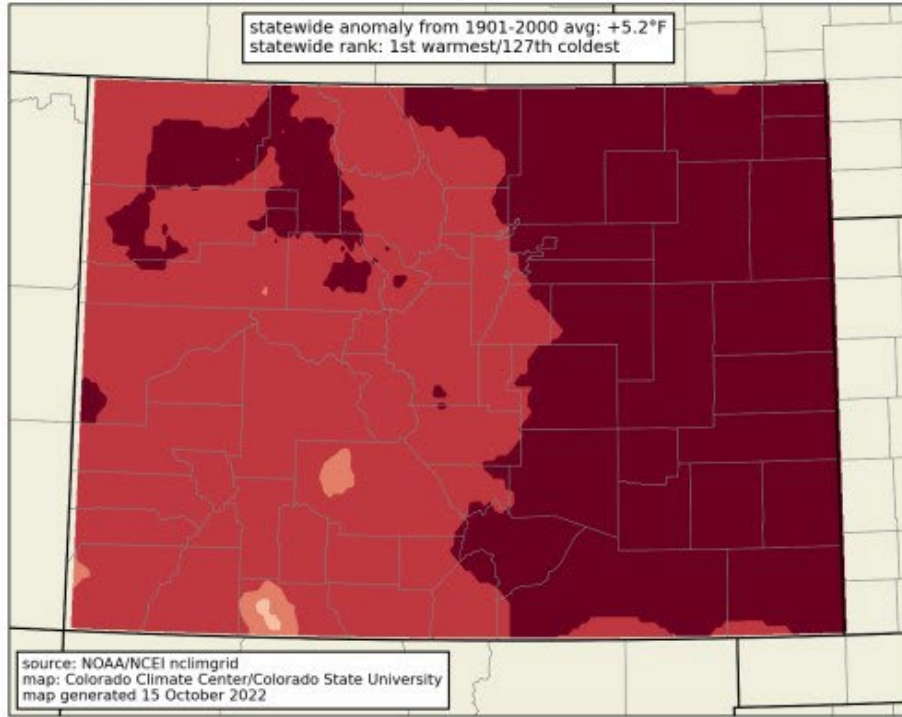 statewide anomaly from 1901-2000 avg: +5.2°F
statewide rank: 1st warmest/127th coldest
source: NOAA/NCEI nclimgrid
map: Colorado Climate Center/Colorado State University
map generated 15 October 2022